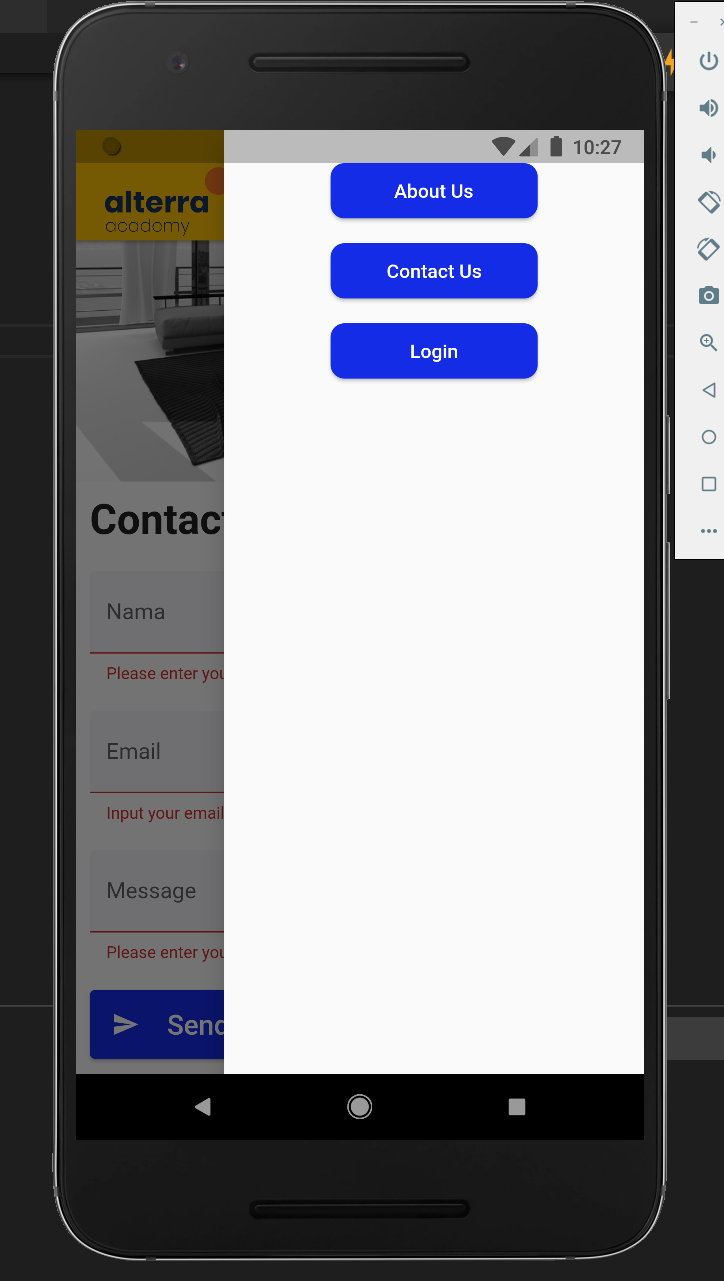 10:27
alterra
academy
About Us
Contact Us
Login
Contac
Nama
Please enter you
Email
Input your email
Message
Please enter you
Send